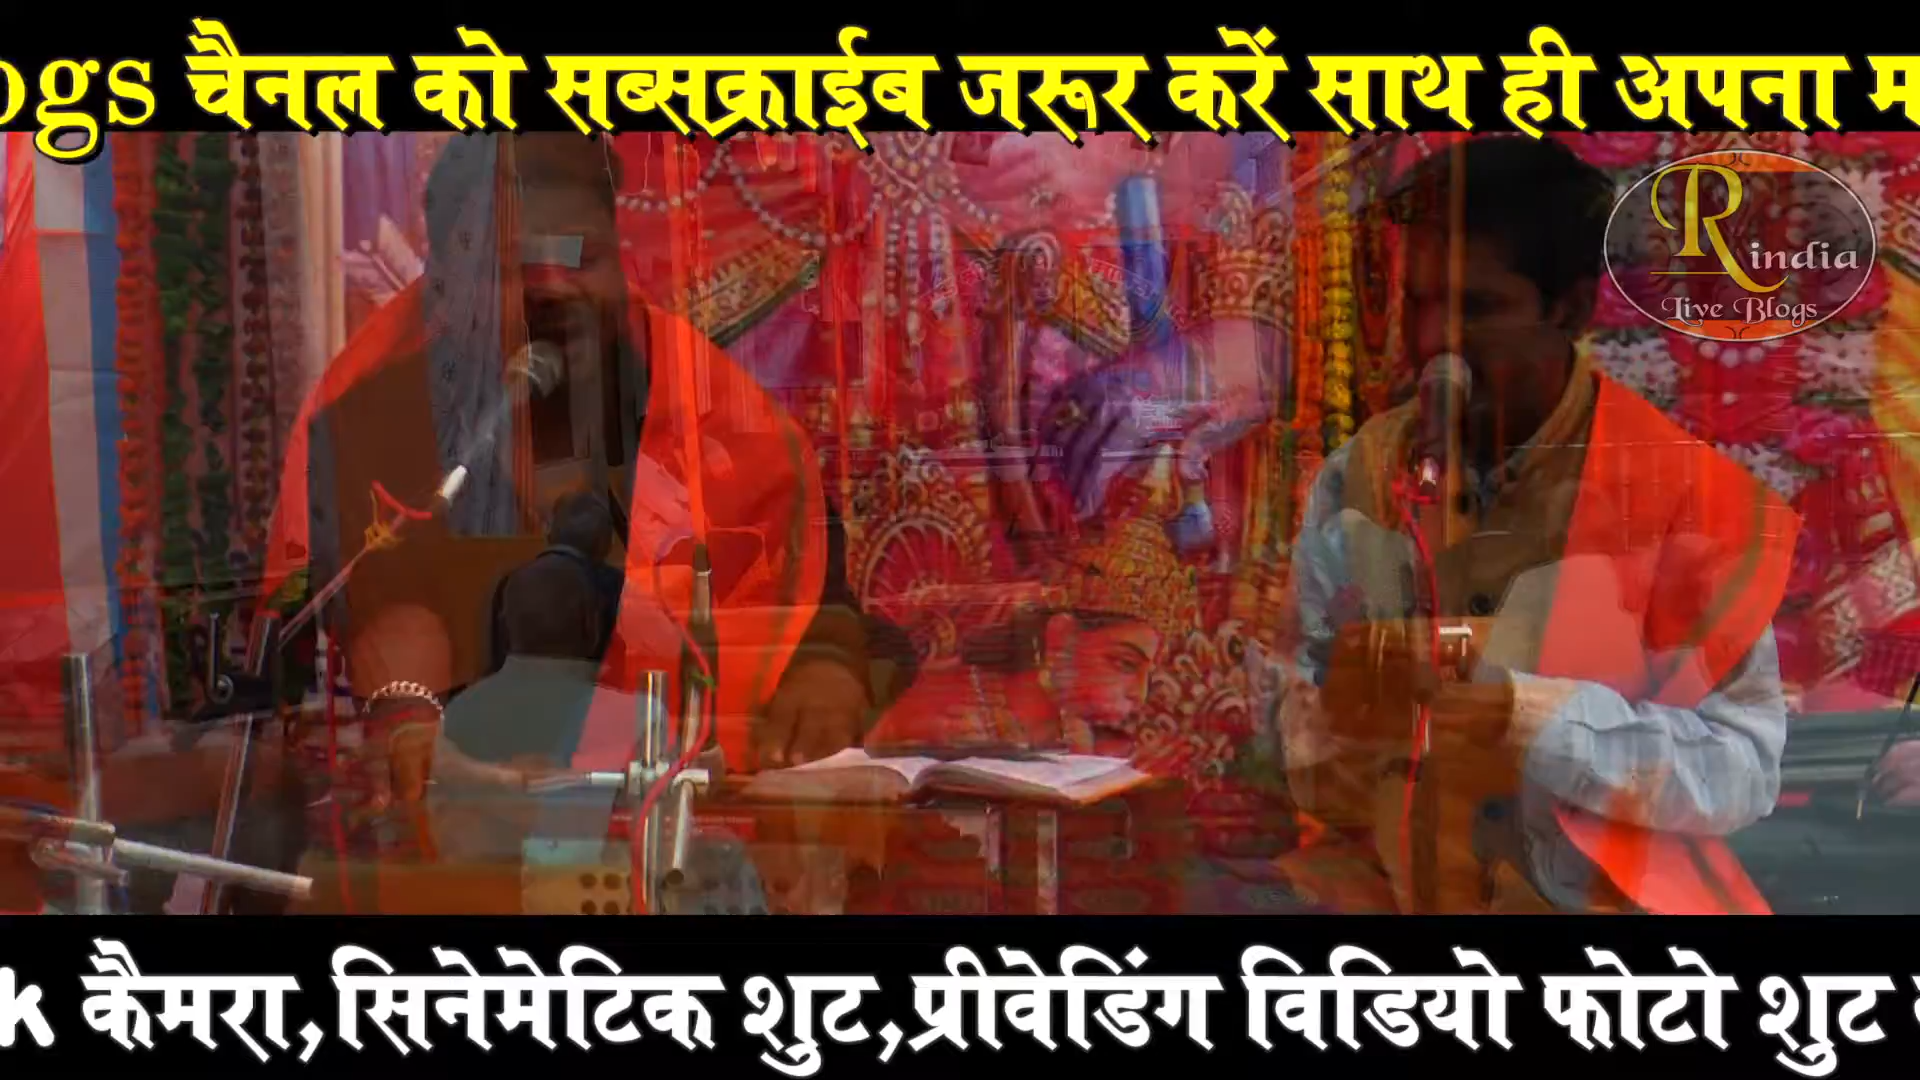 ogs चैनल को सब्सक्राईब जरूर करें साथ ही अपना म
R india
Live Blogs
k कैमरा,सिनेमेटिक शुट,प्रीवेडिंग विडियो फोटो शुट